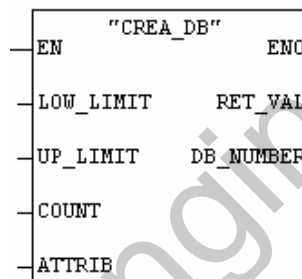 "CREA_DB"
EN ENO
LOW_LIMIT RET_VAL
UP_LIMIT DB_NUMBER
COUNT
ATTRIB